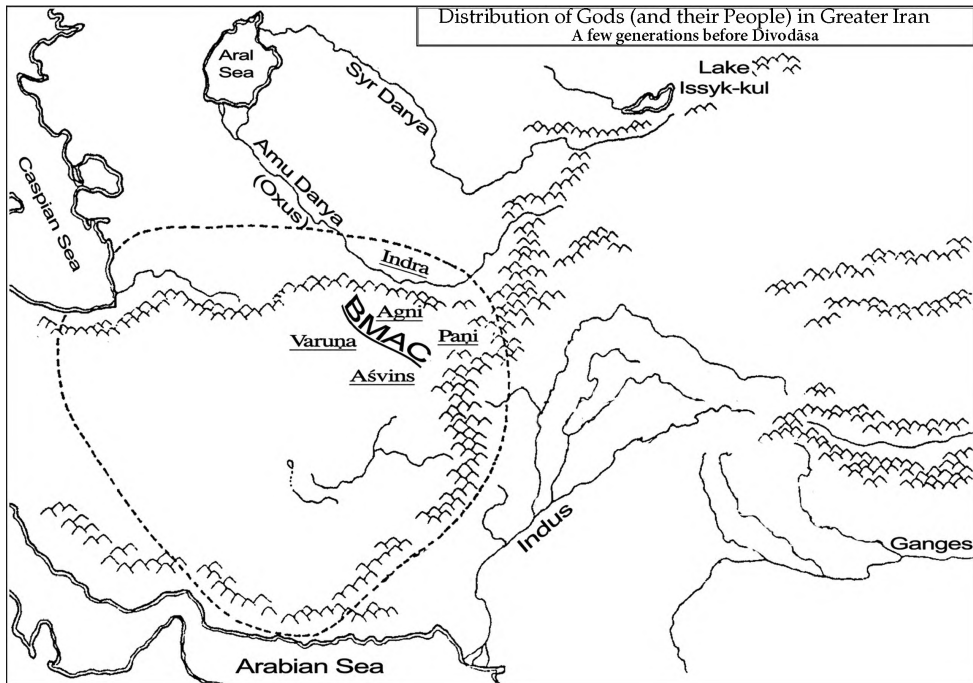 Distribution of Gods (and their People) in Greater Iran
A few generations before Divodāsa
Aral
Sea
Lake
Issyk-kul
Syr Darya
Amu Darya
(Oxus)
Caspian Sea
Indra
Agni
BMAC
Varuṇa
Paṇi
Aśvins
Indus
Ganges
Arabian Sea